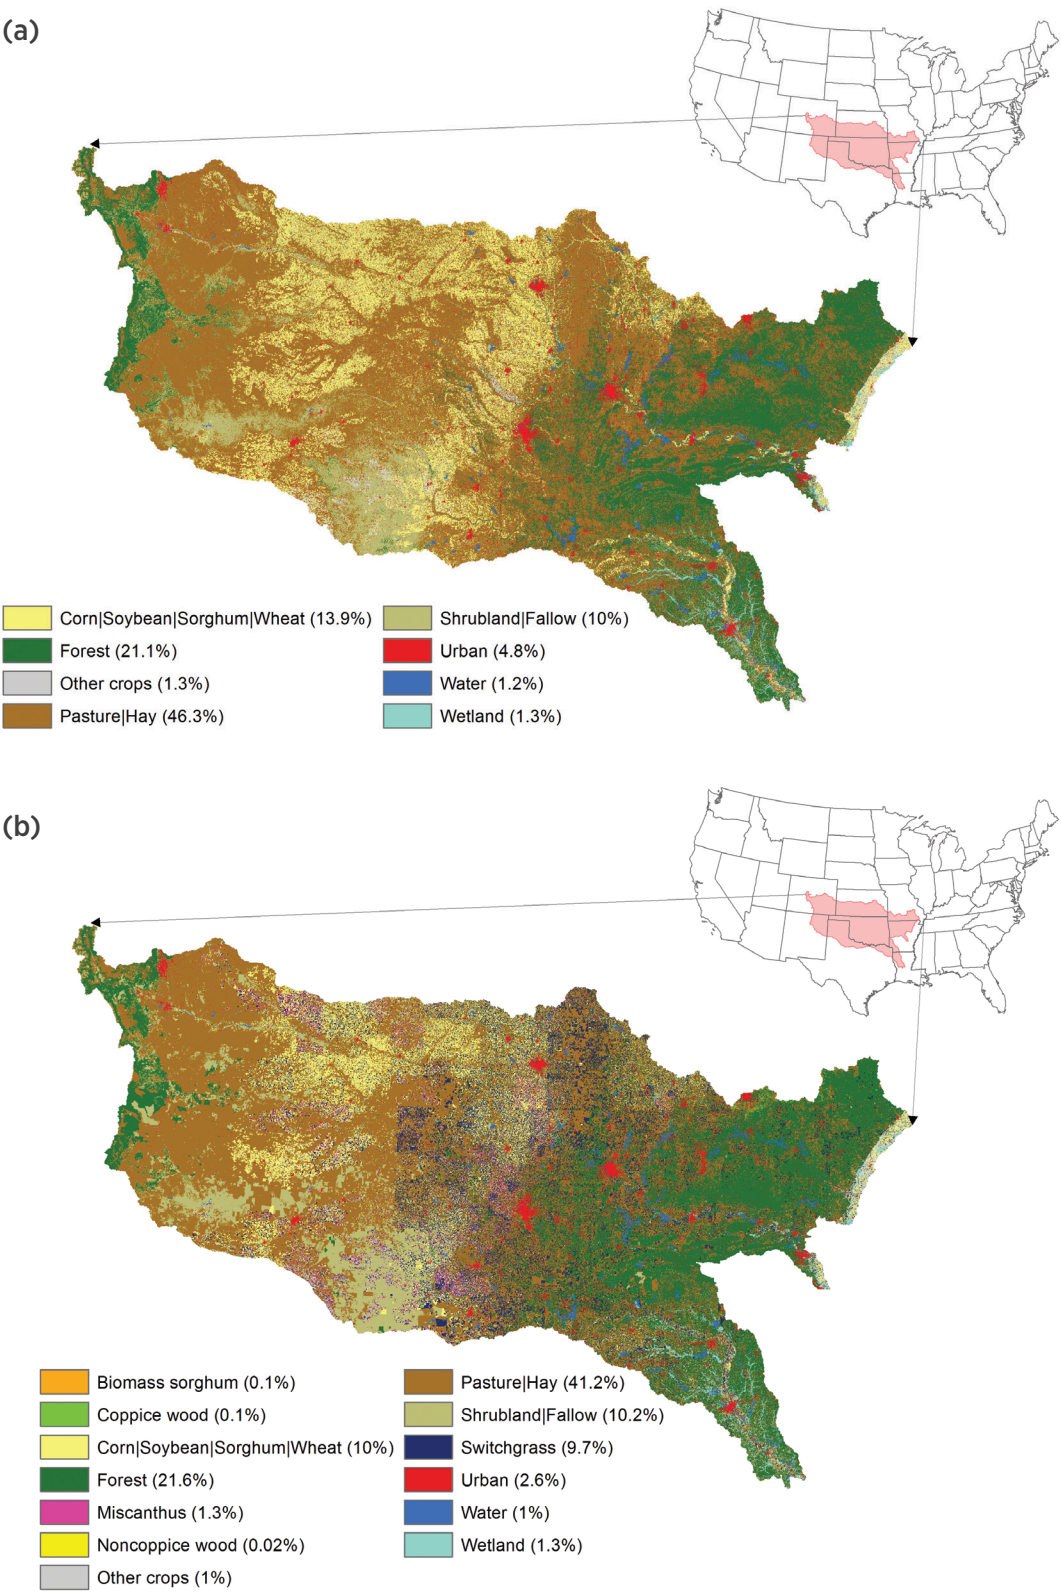 (a)
Corn|Soybean|Sorghum|Wheat (13.9%)
Forest (21.1%)
Other crops (1.3%)
Pasture|Hay (46.3%)
Shrubland|Fallow (10%)
Urban (4.8%)
Water (1.2%)
Wetland (1.3%)
(b)
Biomass sorghum (0.1%)
Coppice wood (0.1%)
Corn|Soybean|Sorghum|Wheat (10%)
Forest (21.6%)
Miscanthus (1.3%)
Noncoppice wood (0.02%)
Other crops (1%)
Pasture|Hay (41.2%)
Shrubland|Fallow (10.2%)
Switchgrass (9.7%)
Urban (2.6%)
Water (1%)
Wetland (1.3%)